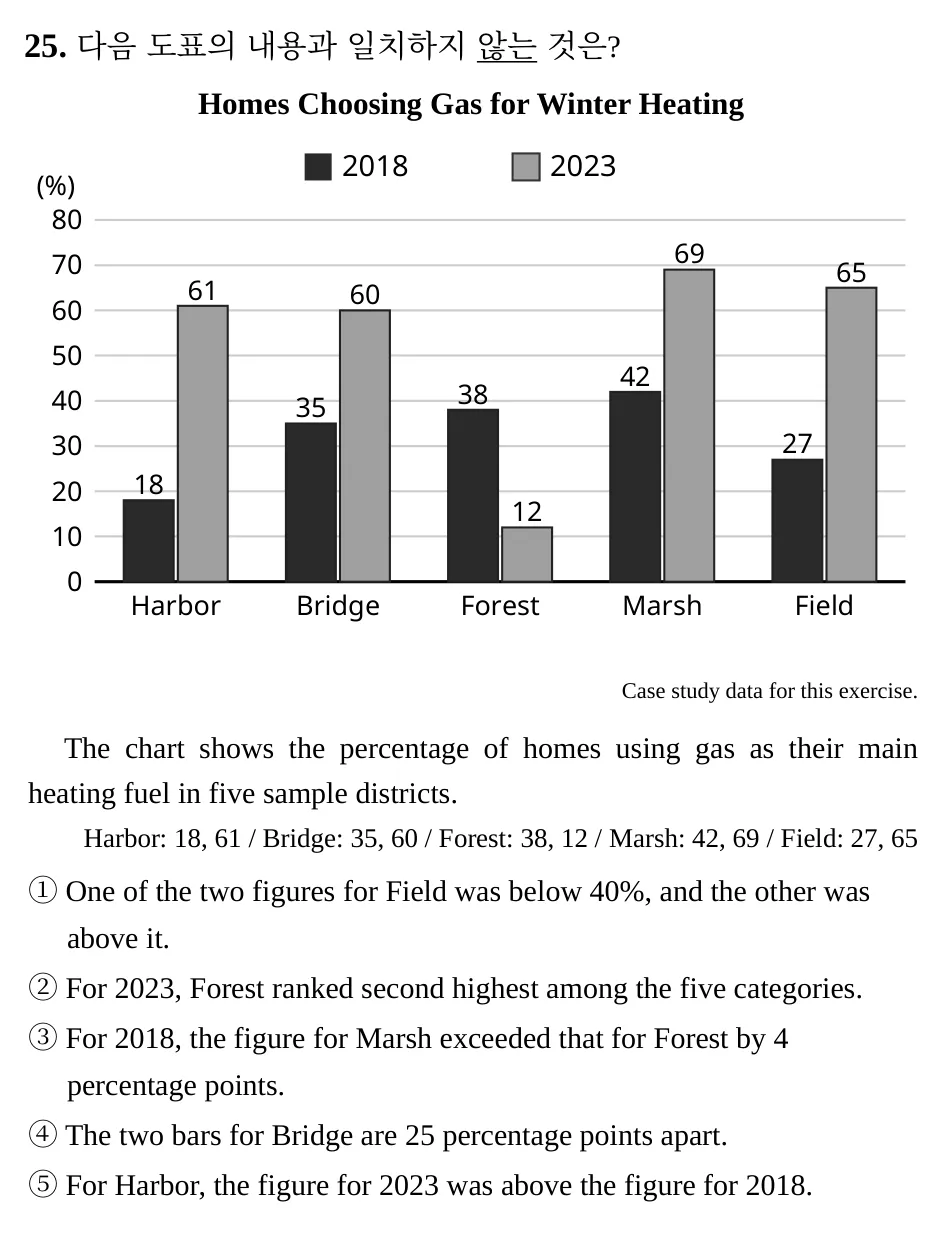 25. 다음 도표의 내용과 일치하지 않는 것은?
Homes Choosing Gas for Winter Heating
2018 2023
(%)
80
70
60
50
40
30
20
10
0
18 61 35 60 38 12 42 69 27 65
Harbor Bridge Forest Marsh Field
Case study data for this exercise.
The chart shows the percentage of homes using gas as their main
heating fuel in five sample districts.
Harbor: 18, 61 / Bridge: 35, 60 / Forest: 38, 12 / Marsh: 42, 69 / Field: 27, 65
① One of the two figures for Field was below 40%, and the other was
above it.
② For 2023, Forest ranked second highest among the five categories.
③ For 2018, the figure for Marsh exceeded that for Forest by 4
percentage points.
④ The two bars for Bridge are 25 percentage points apart.
⑤ For Harbor, the figure for 2023 was above the figure for 2018.